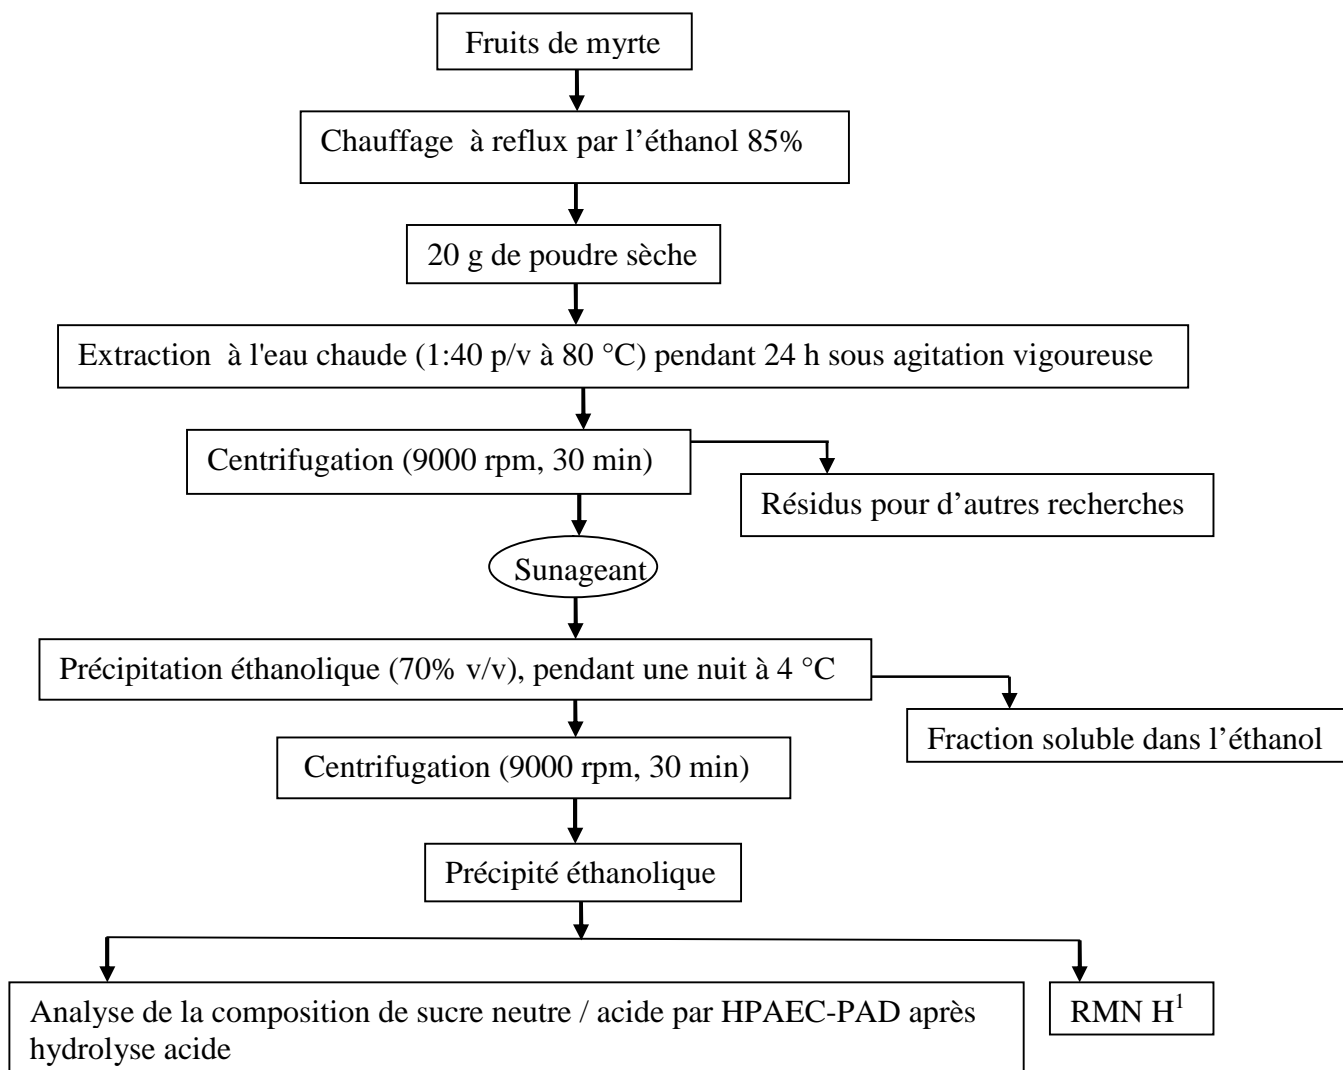 Fruits de myrte
Chauffage à reflux par l’éthanol 85%
20 g de poudre sèche
Extraction à l'eau chaude (1:40 p/v à 80 °C) pendant 24 h sous agitation vigoureuse
Centrifugation (9000 rpm, 30 min)
Résidus pour d’autres recherches
Sunageant
Précipitation éthanolique (70% v/v), pendant une nuit à 4 °C
Fraction soluble dans l’éthanol
Centrifugation (9000 rpm, 30 min)
Précipité éthanolique
Analyse de la composition de sucre neutre / acide par HPAEC-PAD après
hydrolyse acide
RMN H¹